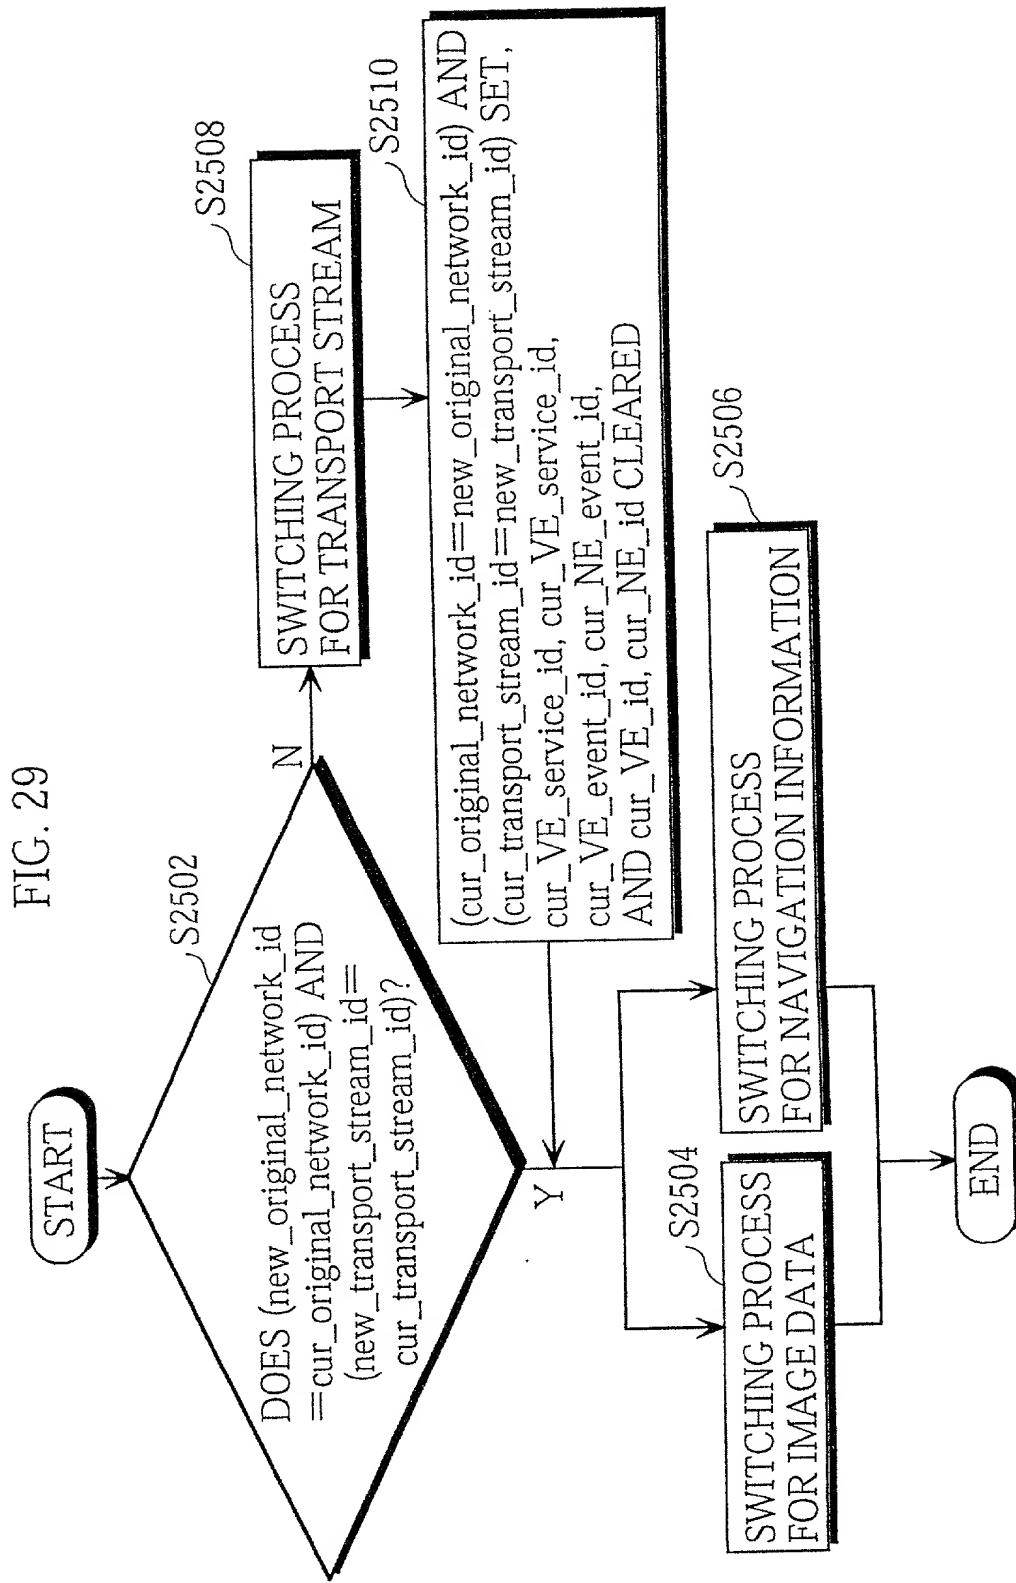 FIG. 29
START
S2502
DOES (new_original_network_id
=cur_original_network_id) AND
(new_transport_stream_id=
cur_transport_stream_id)?
N
Y
S2508
SWITCHING PROCESS
FOR TRANSPORT STREAM
S2510
(cur_original_network_id=new_original_network_id) AND
(cur_transport_stream_id=new_transport_stream_id) SET,
cur_VE_service_id, cur_VE_service_id,
cur_VE_event_id, cur_NE_event_id,
AND cur_VE_id, cur_NE_id CLEARED
S2504
SWITCHING PROCESS
FOR IMAGE DATA
S2506
SWITCHING PROCESS
FOR NAVIGATION INFORMATION
END